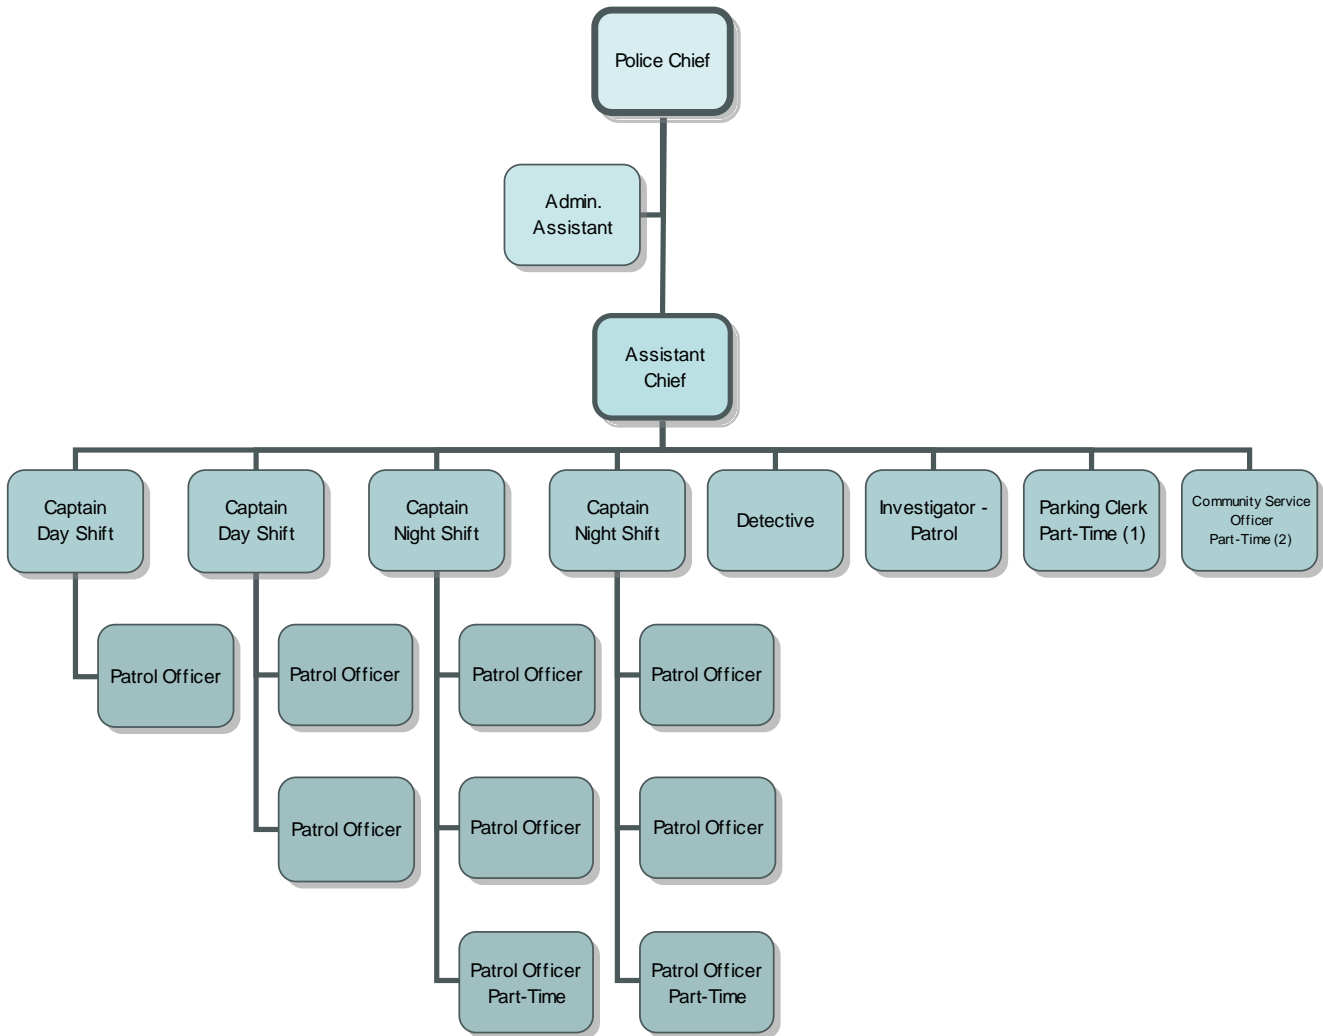 Police Chief
Admin.
Assistant
Assistant
Chief
Captain
Day Shift
Captain
Day Shift
Captain
Night Shift
Captain
Night Shift
Detective
Investigator -
Patrol
Parking Clerk
Part-Time (1)
Community Service
Officer
Part-Time (2)
Patrol Officer
Patrol Officer
Patrol Officer
Patrol Officer
Patrol Officer
Patrol Officer
Patrol Officer
Patrol Officer
Part-Time
Patrol Officer
Part-Time